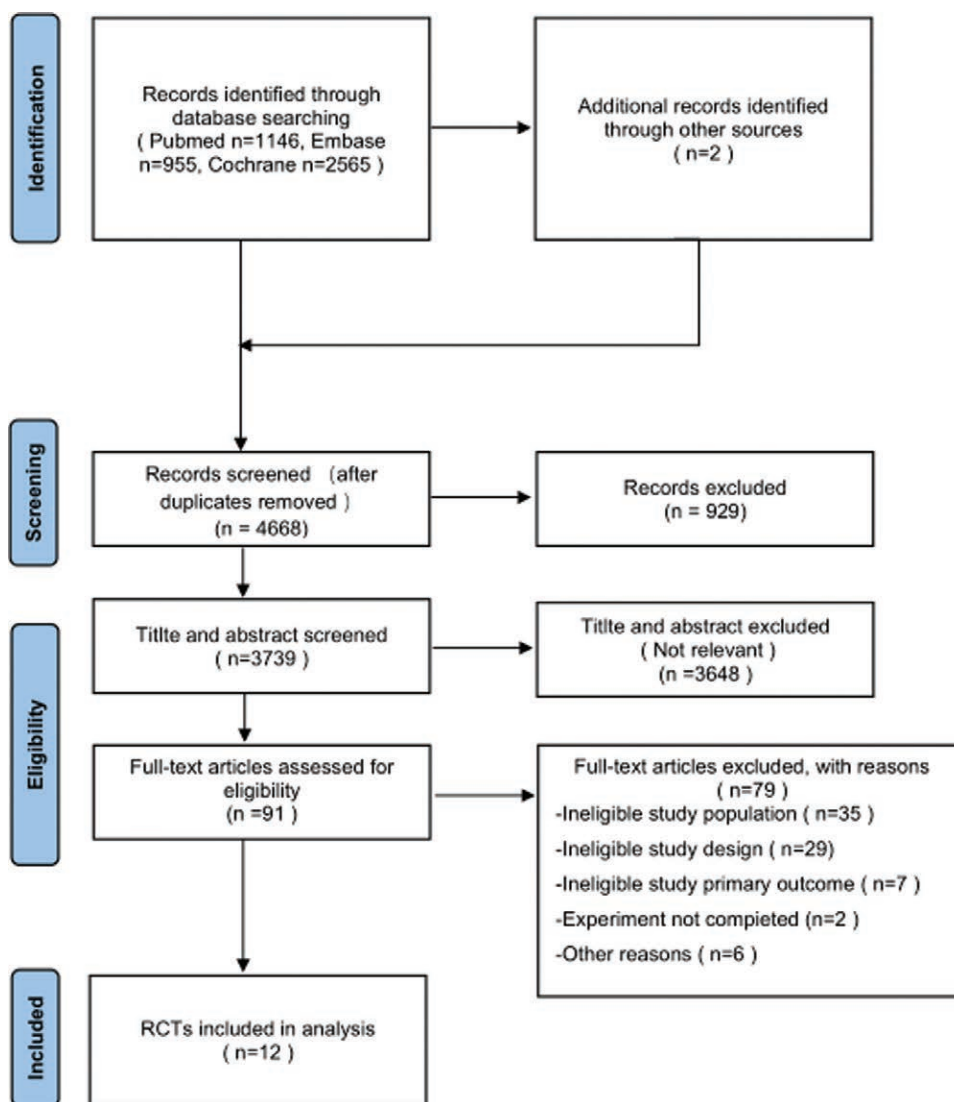 Identification
Records identified through
database searching
( Pubmed n=1146, Embase
n=955, Cochrane n=2565 )
Additional records identified
through other sources
( n=2 )
Screening
Records screened (after
duplicates removed )
(n = 4668)
Records excluded
(n = 929)
Eligibility
Titlte and abstract screened
( n=3739 )
Titlte and abstract excluded
( Not relevant )
(n =3648 )
Full-text articles assessed for
eligibility
(n =91 )
Full-text articles excluded, with reasons
( n=79 )
-Ineligible study population ( n=35 )
-Ineligible study design ( n=29)
-Ineligible study primary outcome ( n=7 )
-Experiment not completed (n=2 )
-Other reasons ( n=6 )
Included
RCTs included in analysis
( n=12 )